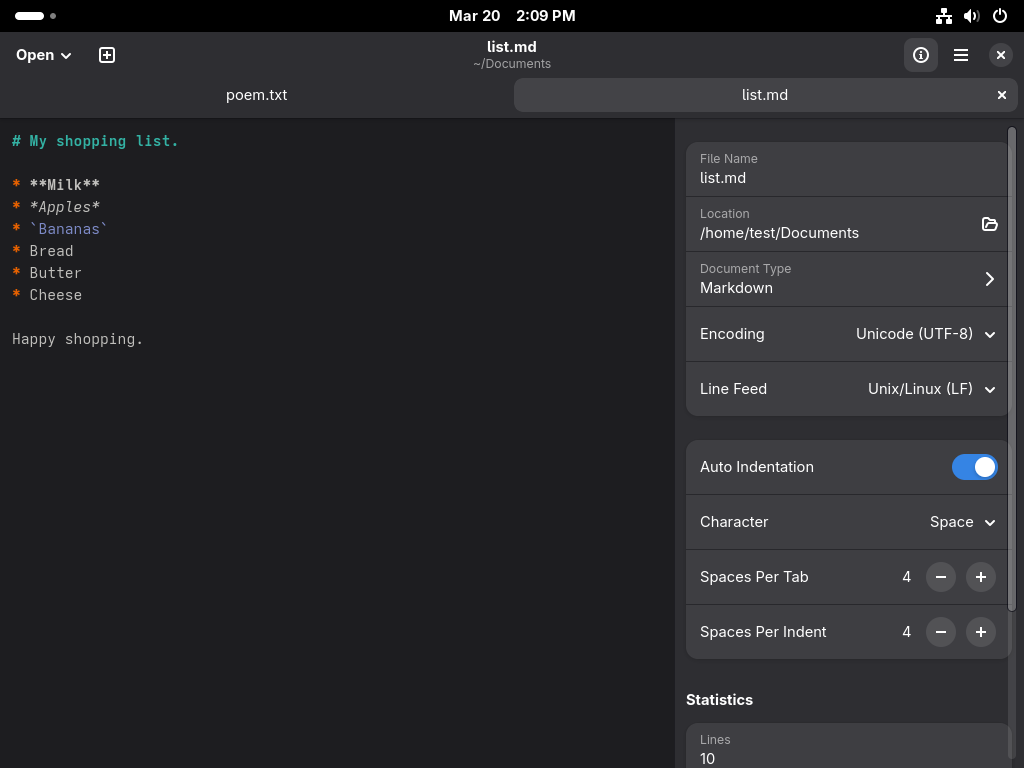 Mar 20 2:09 PM
Open
list.md
~/Documents
poem.txt
list.md
# My shopping list.
* **Milk**
* *Apples*
* `Bananas`
* Bread
* Butter
* Cheese
Happy shopping.
File Name
list.md
Location
/home/test/Documents
Document Type
Markdown
Encoding Unicode (UTF-8)
Line Feed Unix/Linux (LF)
Auto Indentation
Character Space
Spaces Per Tab 4
Spaces Per Indent 4
Statistics
Lines
10